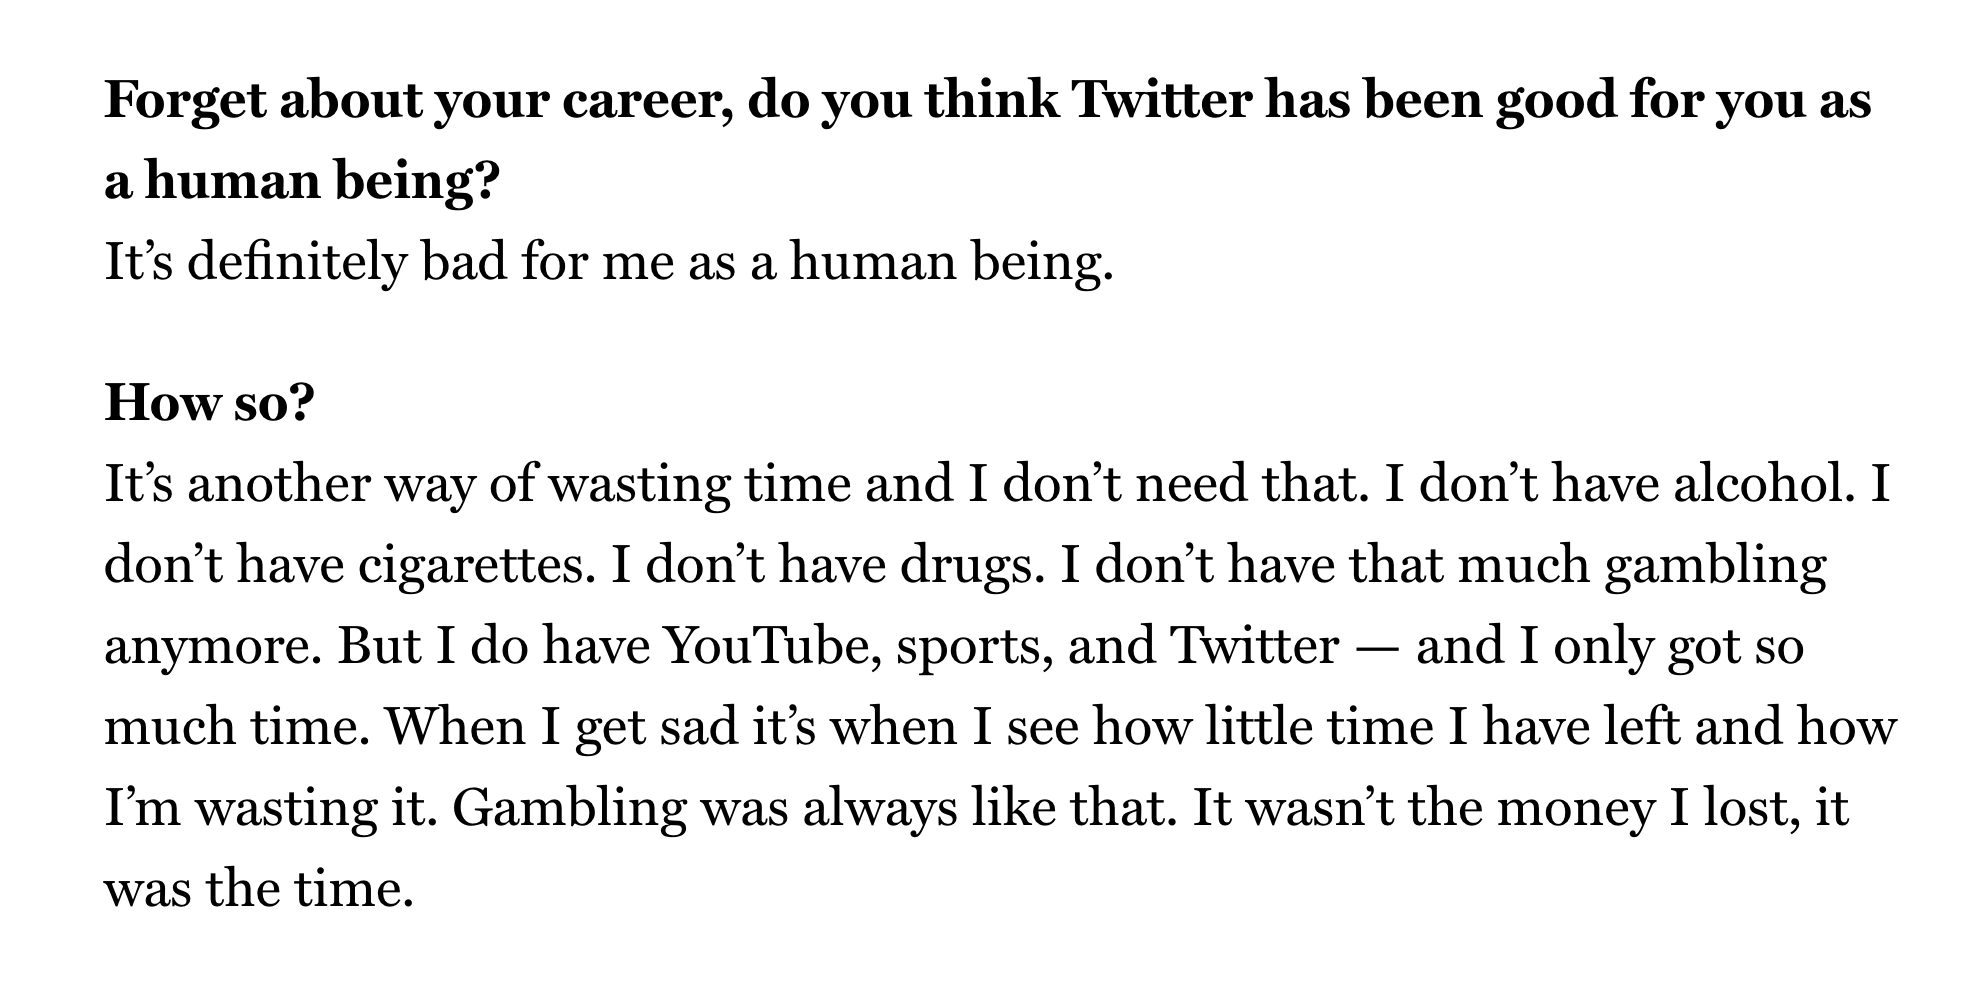 Forget about your career, do you think Twitter has been good for you as
a human being?
It’s definitely bad for me as a human being.
How so?
It’s another way of wasting time and I don’t need that. I don’t have alcohol. I
don’t have cigarettes. I don’t have drugs. I don’t have that much gambling
anymore. But I do have YouTube, sports, and Twitter — and I only got so
much time. When I get sad it’s when I see how little time I have left and how
I’m wasting it. Gambling was always like that. It wasn’t the money I lost, it
was the time.